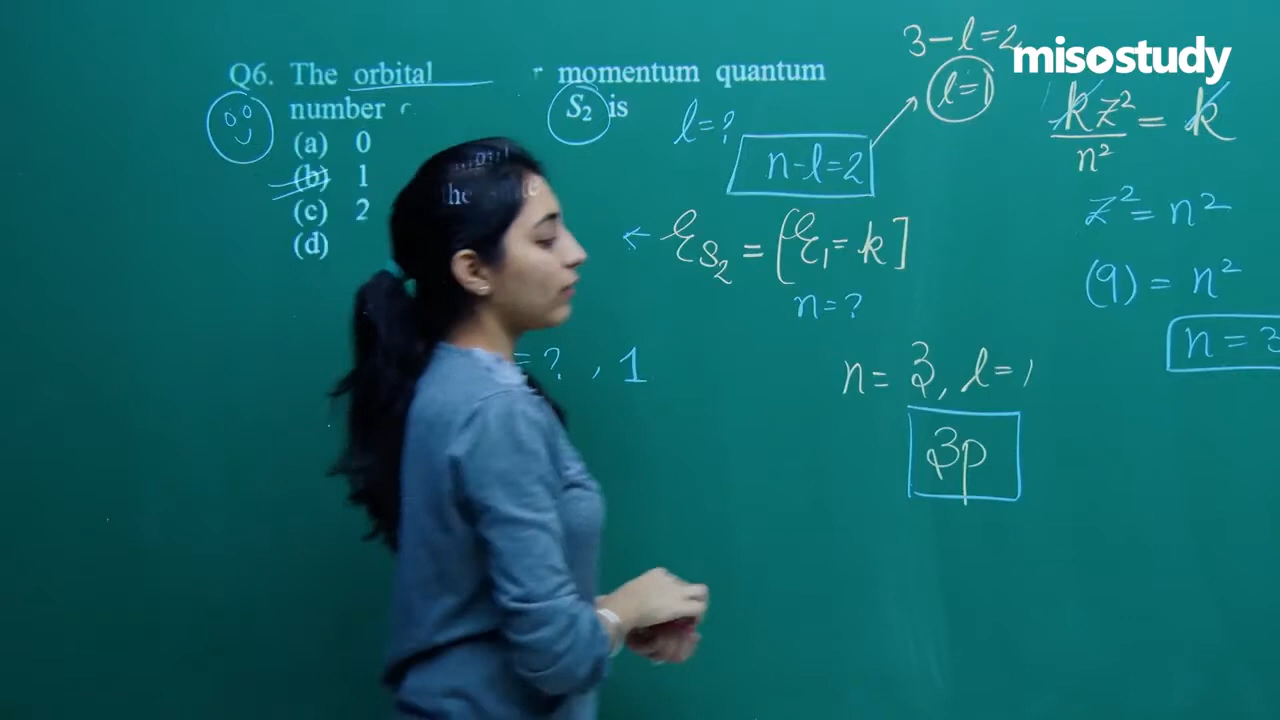 misostudy
Q6. The orbital r momentum quantum
number S₂ is
(a) 0
(b) 1
(c) 2
(d)
the
l=?
n-l=2
3-l=2
l=1
kz²/n² = k
z² = n²
(9) = n²
n = 3
← ES₂ = [E₁ = k]
n=?
=? , 1
n= 3, l=1
3p